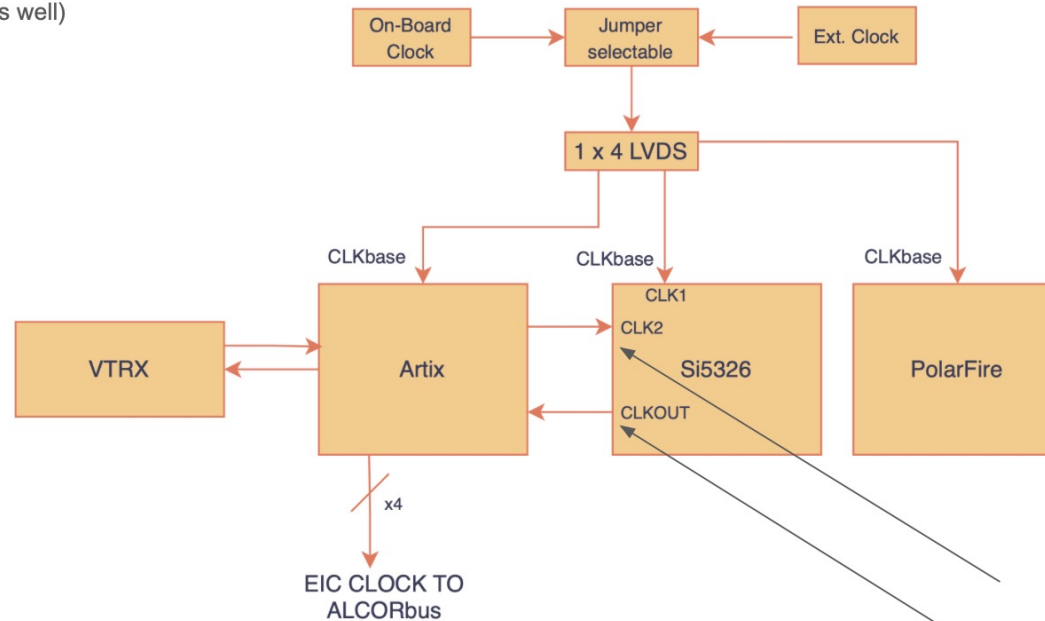 s well)
On-Board
Clock
Jumper
selectable
Ext. Clock
1 x 4 LVDS
CLKbase
CLKbase
CLKbase
CLK1
CLK2
VTRX
Artix
Si5326
PolarFire
CLKOUT
x4
EIC CLOCK TO
ALCORbus